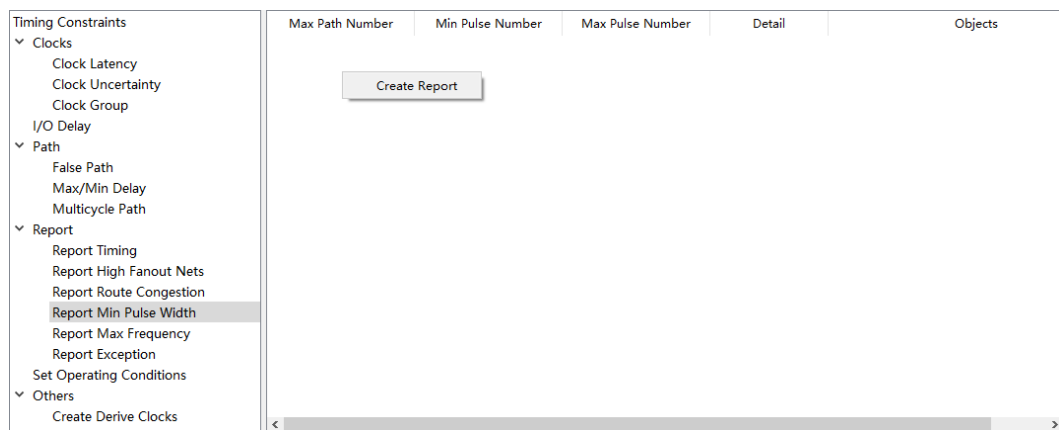 Timing Constraints
Clocks
Clock Latency
Clock Uncertainty
Clock Group
I/O Delay
Path
False Path
Max/Min Delay
Multicycle Path
Report
Report Timing
Report High Fanout Nets
Report Route Congestion
Report Min Pulse Width
Report Max Frequency
Report Exception
Set Operating Conditions
Others
Create Derive Clocks
Max Path Number Min Pulse Number Max Pulse Number Detail Objects
Create Report